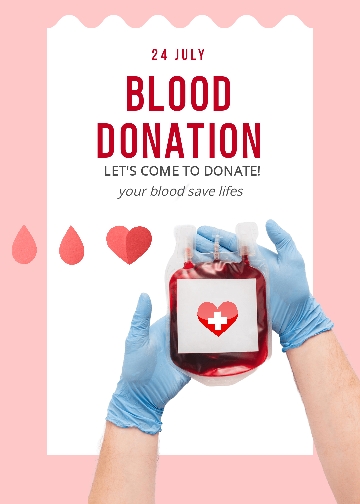 24 JULY
BLOOD
DONATION
LET'S COME TO DONATE!
your blood save lifes